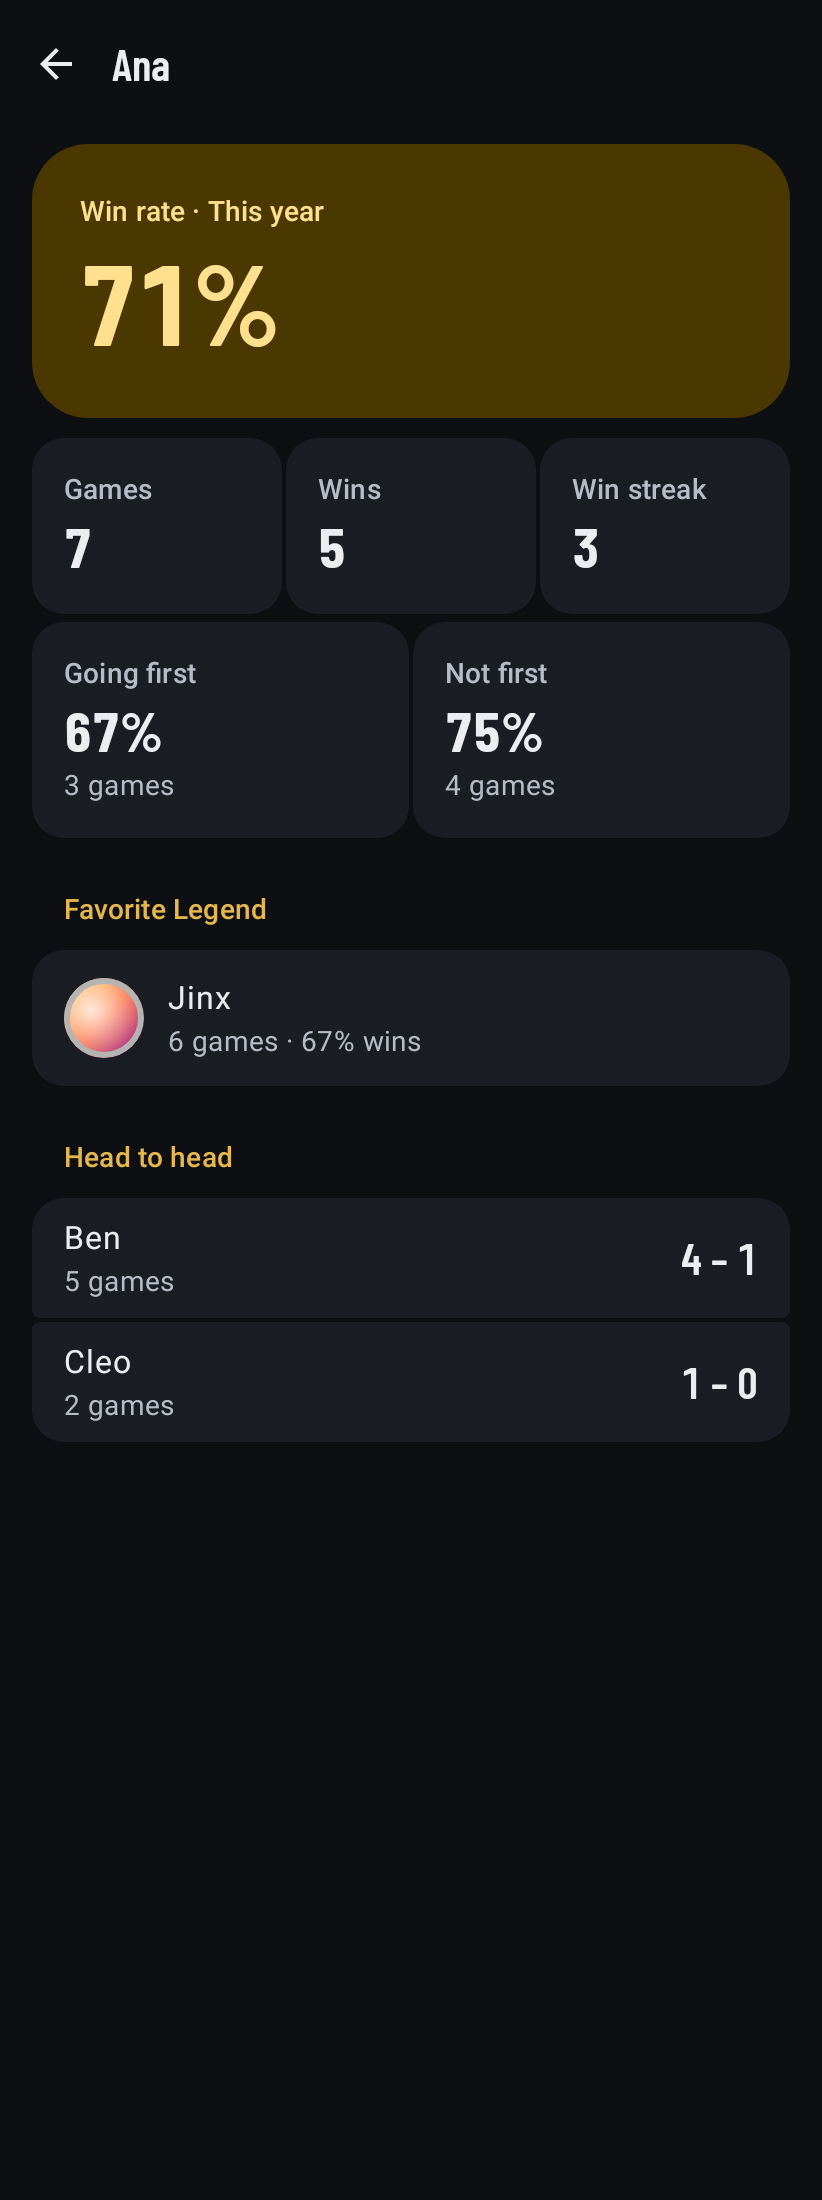 Ana
Win rate · This year
71%
Games
7
Wins
5
Win streak
3
Going first
67%
3 games
Not first
75%
4 games
Favorite Legend
Jinx
6 games · 67% wins
Head to head
Ben
5 games
4 – 1
Cleo
2 games
1 – 0